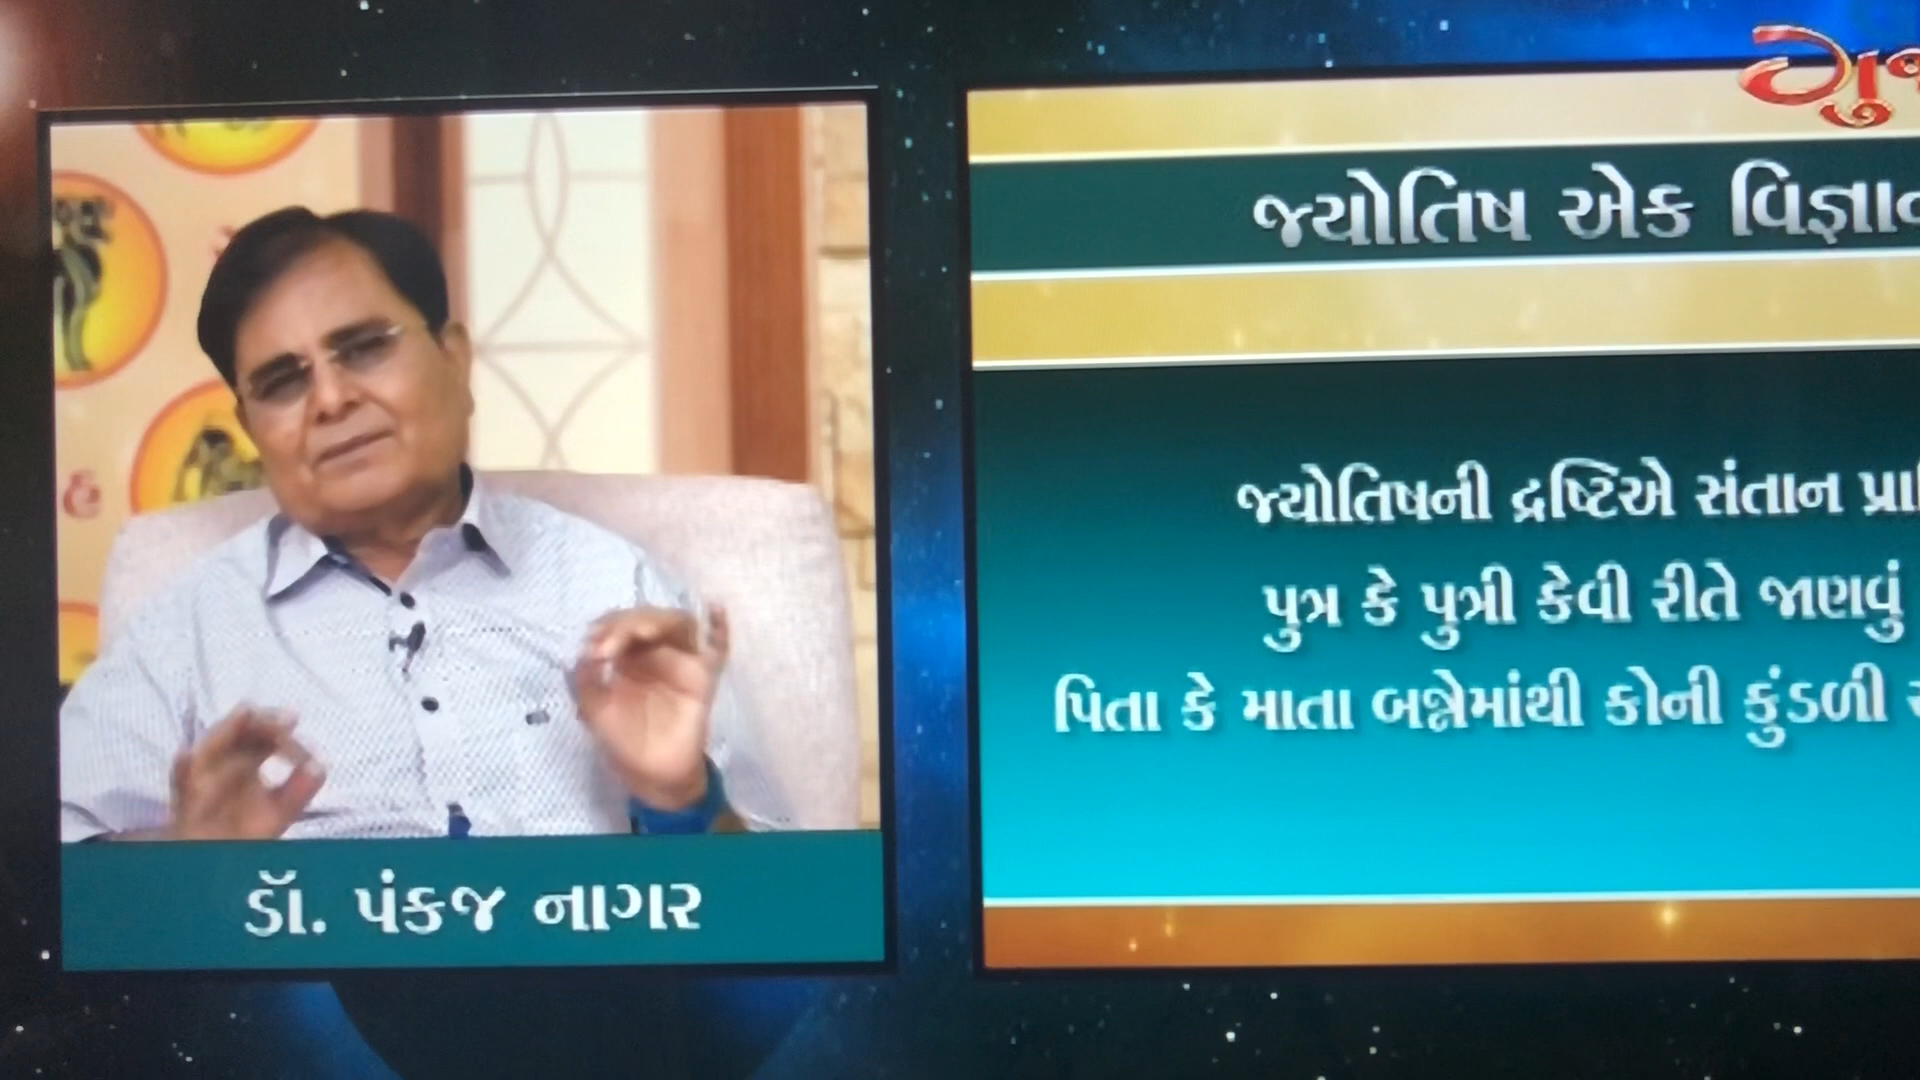 જ્યોતિષ એક વિજ્ઞાન
જ્યોતિષની દ્રષ્ટિએ સંતાન
પુત્ર કે પુત્રી કેવી રીતે જાણવું
પિતા કે માતા બન્નેમાંથી કોની કુંડળી
ડૉ. પંકજ નાગર